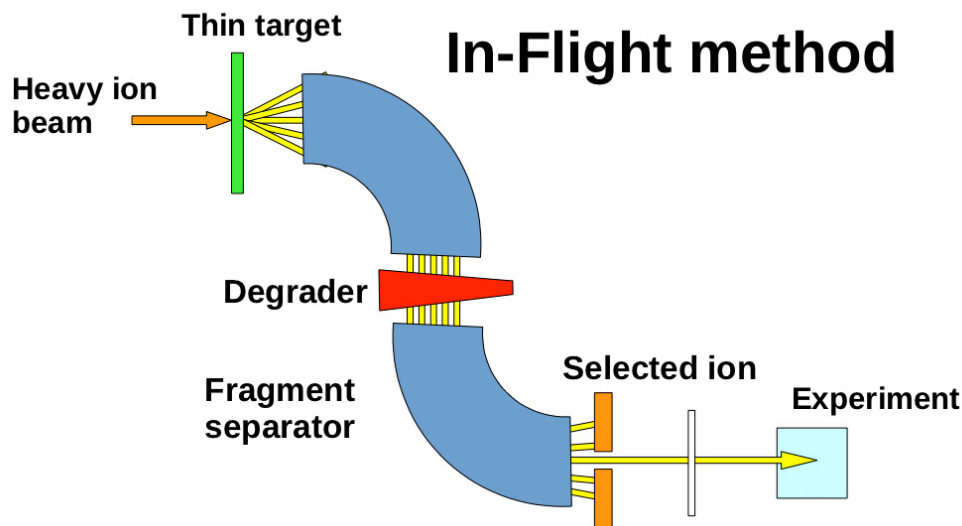 Thin target
In-Flight method
Heavy ion
beam
Degrader
Selected ion
Fragment
separator
Experiment